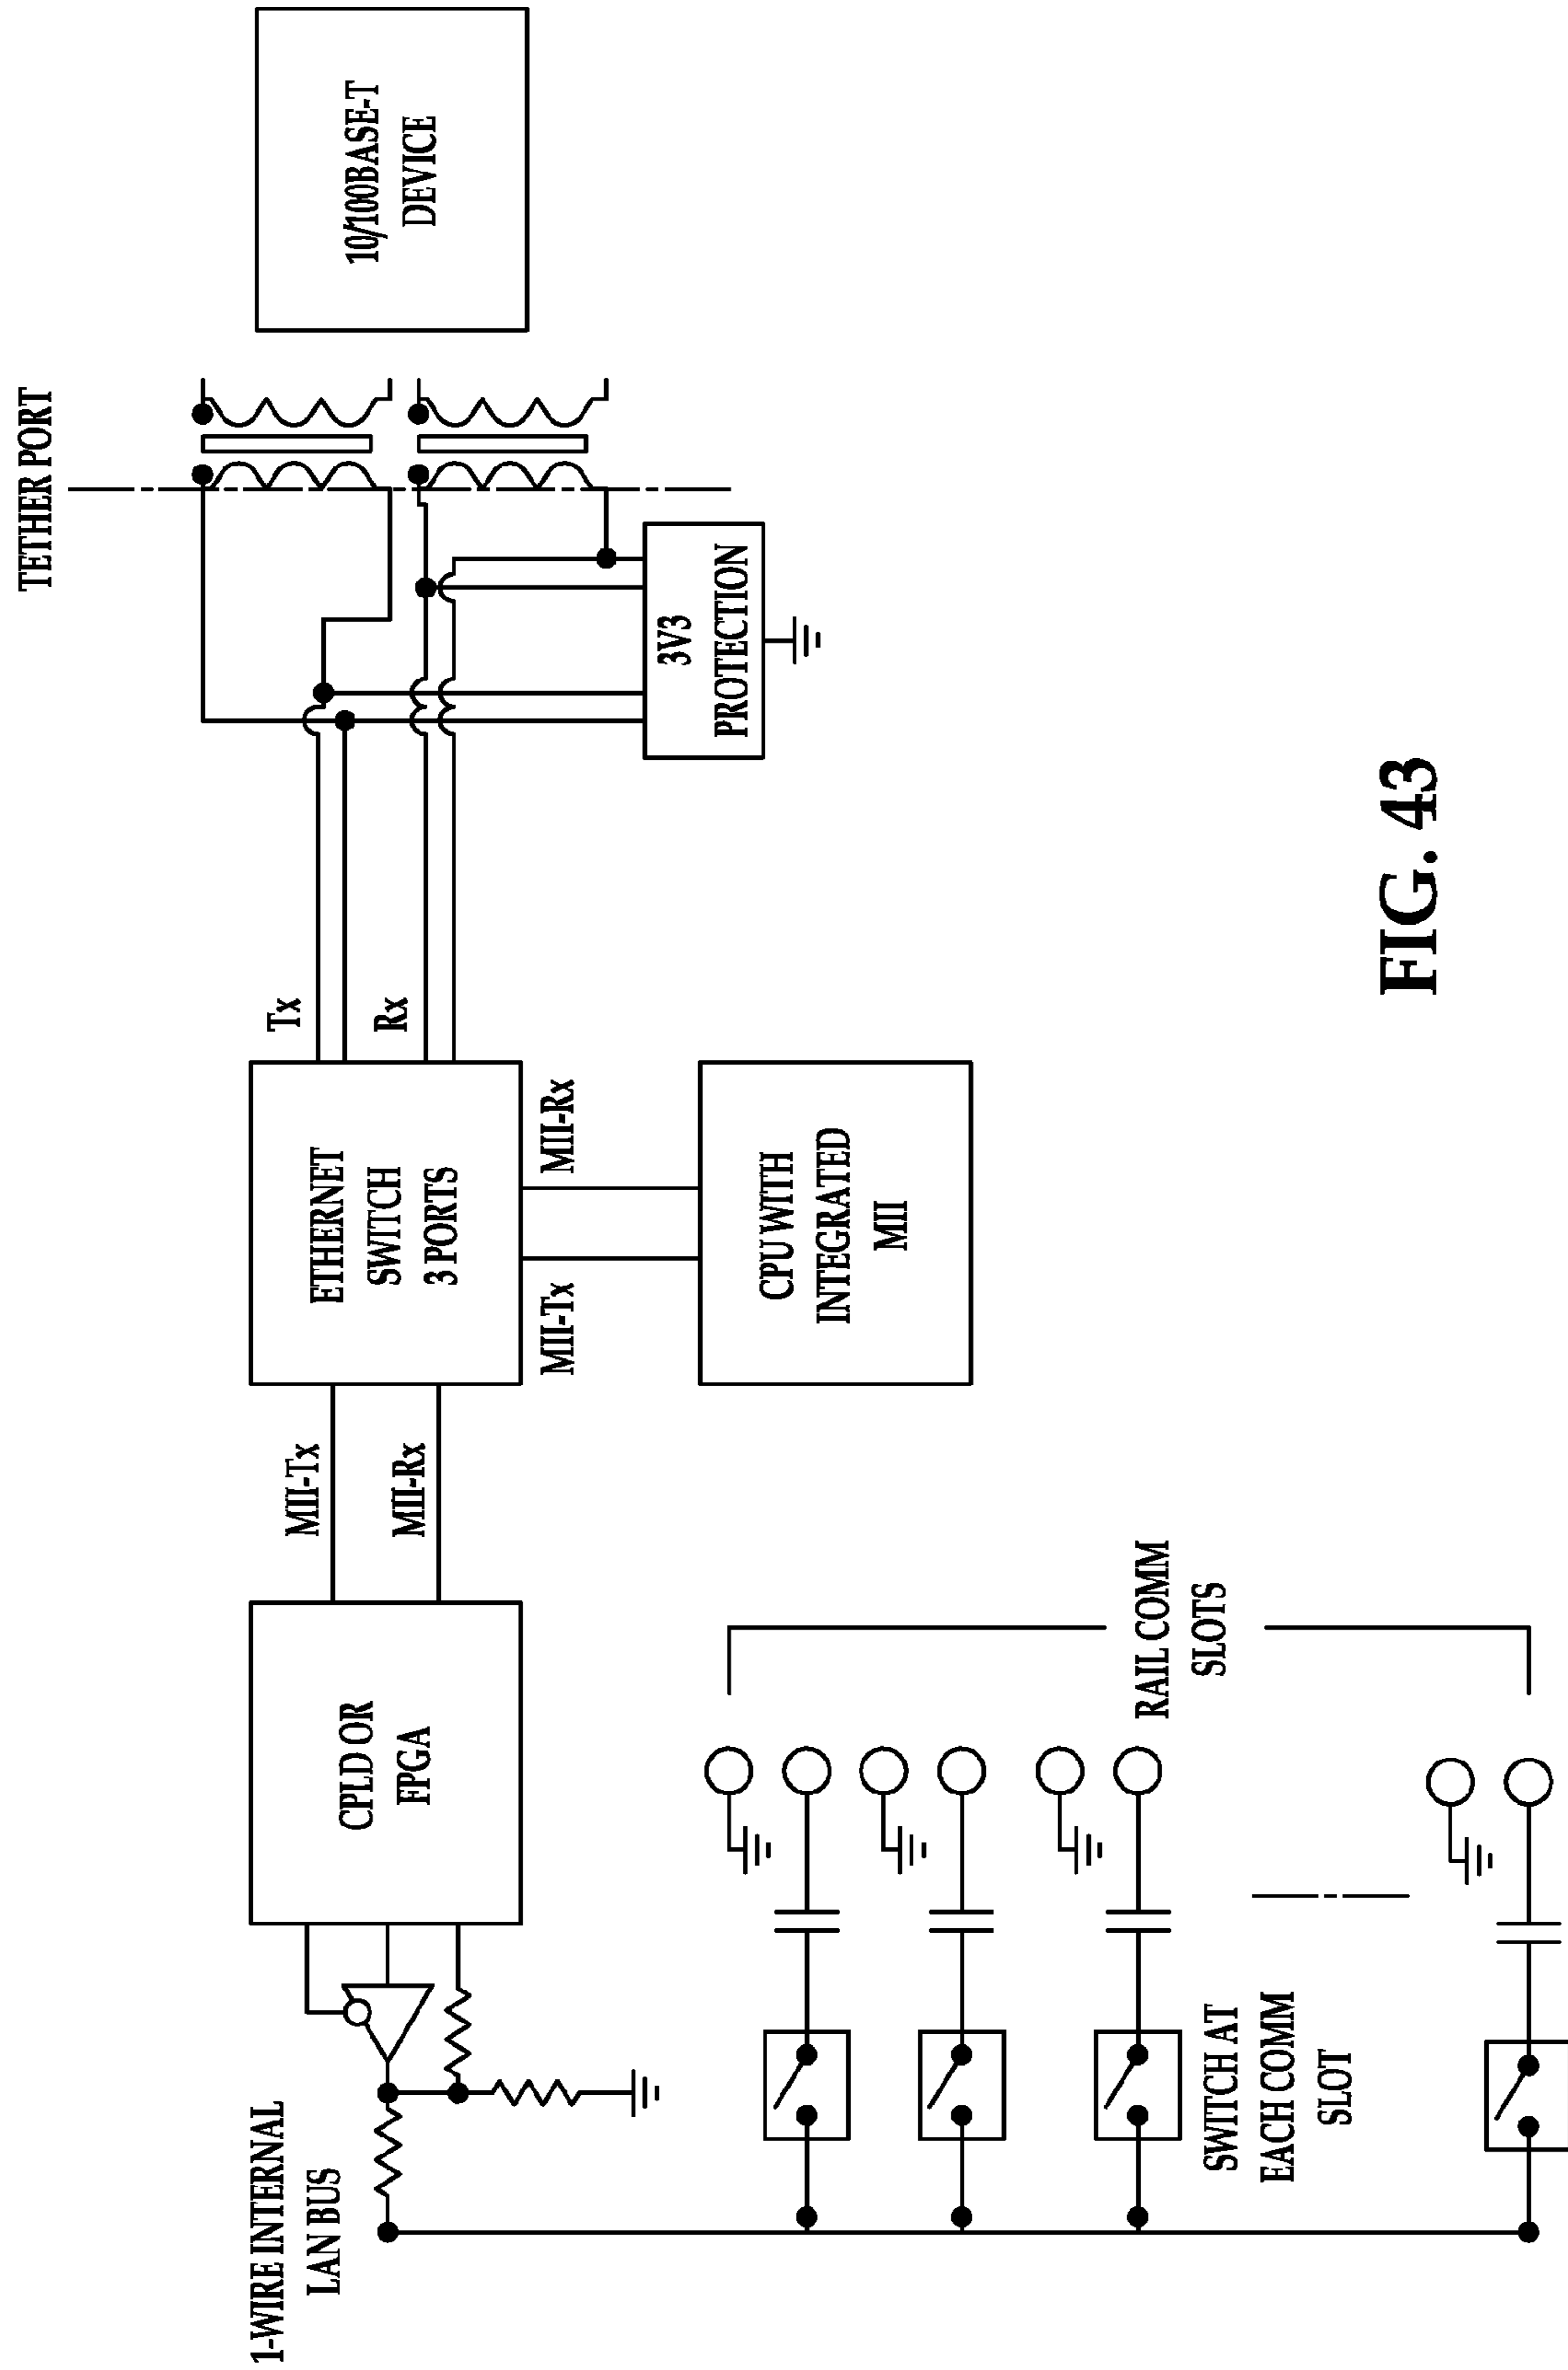 1-WIRE INTERNAL
LAN BUS
CPLD OR
FPGA
MII-Tx
MII-Rx
ETHERNET
SWITCH
3 PORTS
Tx
Rx
TETHER PORT
10/100BASE-T
DEVICE
MII-Tx
MII-Rx
3V3
PROTECTION
CPU WITH
INTEGRATED
MII
SWITCH AT
EACH COMM
SLOT
RAIL COMM
SLOTS
FIG. 43